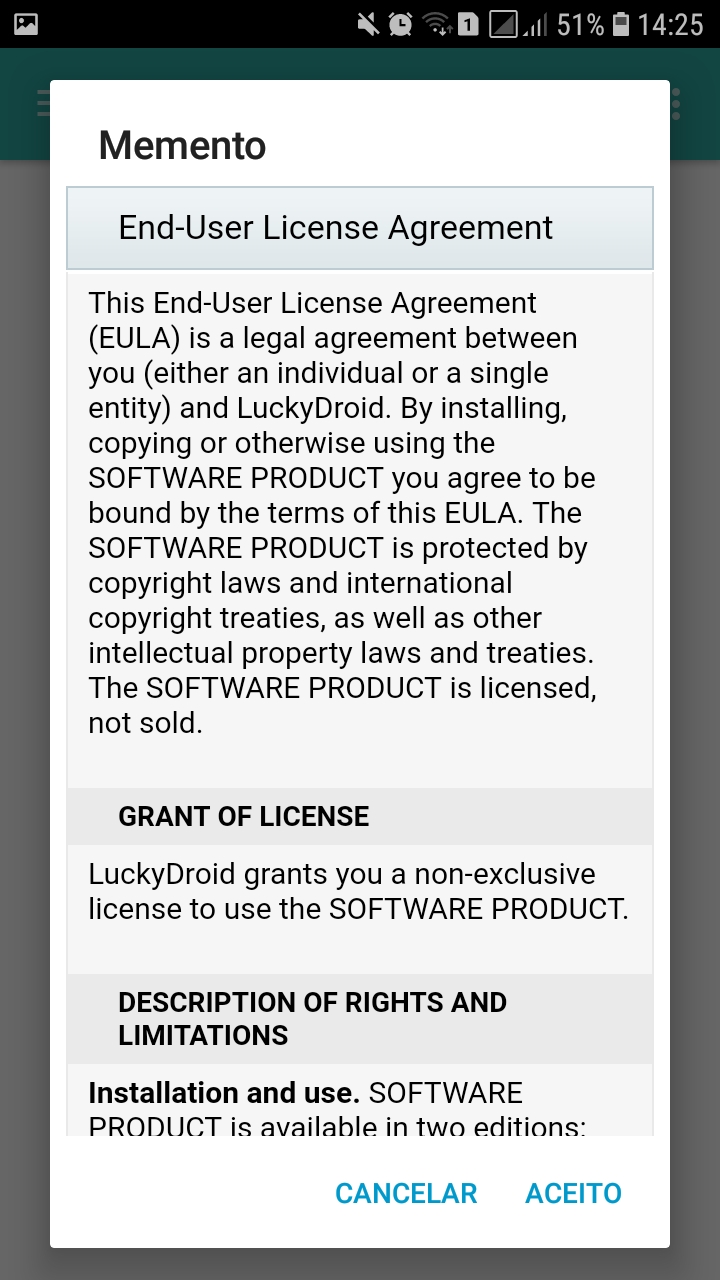 1 51% 14:25
Memento
End-User License Agreement
This End-User License Agreement
(EULA) is a legal agreement between
you (either an individual or a single
entity) and LuckyDroid. By installing,
copying or otherwise using the
SOFTWARE PRODUCT you agree to be
bound by the terms of this EULA. The
SOFTWARE PRODUCT is protected by
copyright laws and international
copyright treaties, as well as other
intellectual property laws and treaties.
The SOFTWARE PRODUCT is licensed,
not sold.
GRANT OF LICENSE
LuckyDroid grants you a non-exclusive
license to use the SOFTWARE PRODUCT.
DESCRIPTION OF RIGHTS AND
LIMITATIONS
Installation and use. SOFTWARE
PRODUCT is available in two editions:
CANCELAR ACEITO